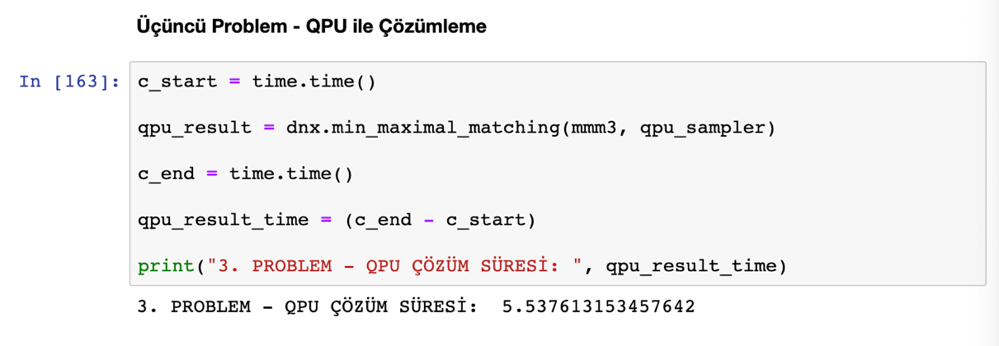 Üçüncü Problem - QPU ile Çözümleme
In [163]: c_start = time.time()
qpu_result = dnx.min_maximal_matching(mmm3, qpu_sampler)
c_end = time.time()
qpu_result_time = (c_end - c_start)
print("3. PROBLEM - QPU ÇÖZÜM SÜRESİ: ", qpu_result_time)
3. PROBLEM - QPU ÇÖZÜM SÜRESİ:  5.537613153457642